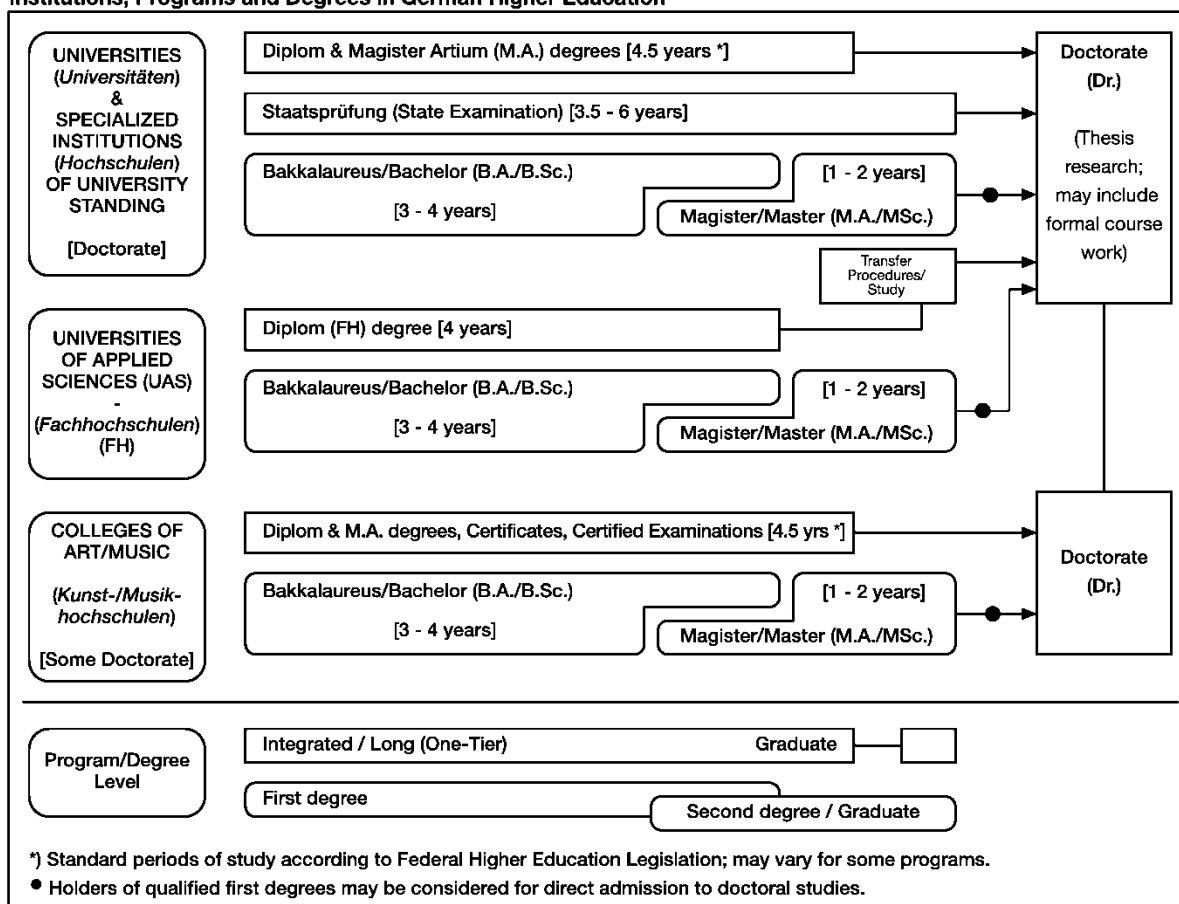 Institutions, Programs and Degrees in German Higher Education
UNIVERSITIES
(Universitäten)
&
SPECIALIZED
INSTITUTIONS
(Hochschulen)
OF UNIVERSITY
STANDING
[Doctorate]
Diplom & Magister Artium (M.A.) degrees [4.5 years *]
Staatsprüfung (State Examination) [3.5 - 6 years]
Bakkalaureus/Bachelor (B.A./B.Sc.)
[3 - 4 years]
[1 - 2 years]
Magister/Master (M.A./MSc.)
Transfer
Procedures/
Study
Doctorate
(Dr.)
(Thesis
research;
may include
formal course
work)
UNIVERSITIES
OF APPLIED
SCIENCES (UAS)
-
(Fachhochschulen)
(FH)
Diplom (FH) degree [4 years]
Bakkalaureus/Bachelor (B.A./B.Sc.)
[3 - 4 years]
[1 - 2 years]
Magister/Master (M.A./MSc.)
COLLEGES OF
ART/MUSIC
(Kunst-/Musik-
hochschulen)
[Some Doctorate]
Diplom & M.A. degrees, Certificates, Certified Examinations [4.5 yrs *]
Bakkalaureus/Bachelor (B.A./B.Sc.)
[3 - 4 years]
[1 - 2 years]
Magister/Master (M.A./MSc.)
Doctorate
(Dr.)
Program/Degree
Level
Integrated / Long (One-Tier)
Graduate
First degree
Second degree / Graduate
*) Standard periods of study according to Federal Higher Education Legislation; may vary for some programs.
● Holders of qualified first degrees may be considered for direct admission to doctoral studies.